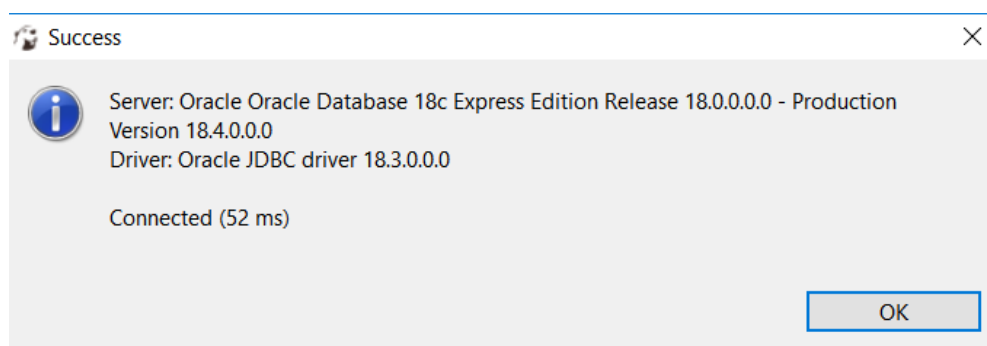 Success
Server: Oracle Oracle Database 18c Express Edition Release 18.0.0.0.0 - Production
Version 18.4.0.0.0
Driver: Oracle JDBC driver 18.3.0.0.0
Connected (52 ms)
OK